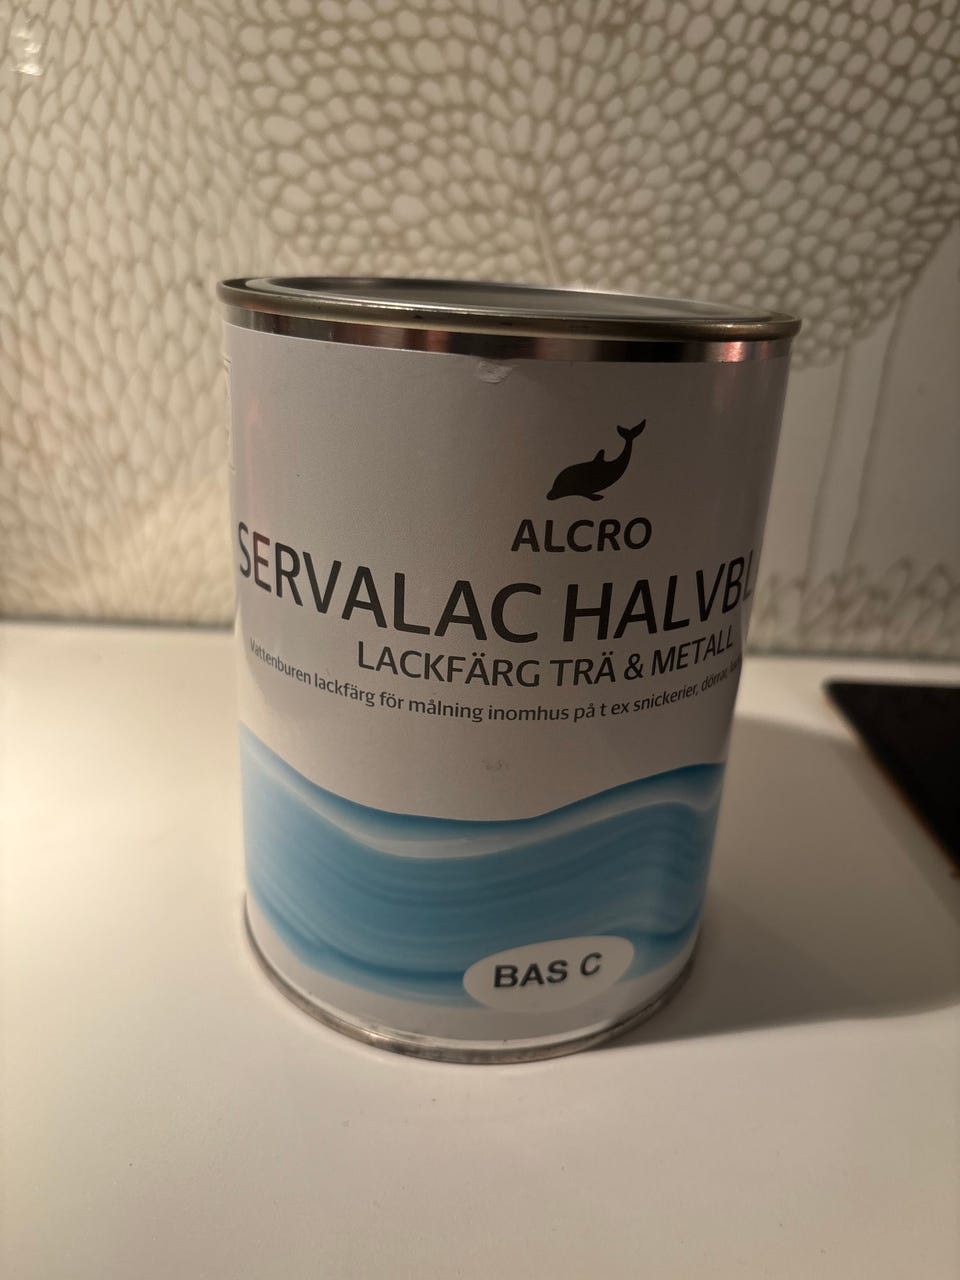 ALCRO
SERVALAC HALVBL
LACKFÄRG TRÄ & METALL
Vattenburen lackfärg för målning inomhus på t ex snickerier, dörrar,
BAS C